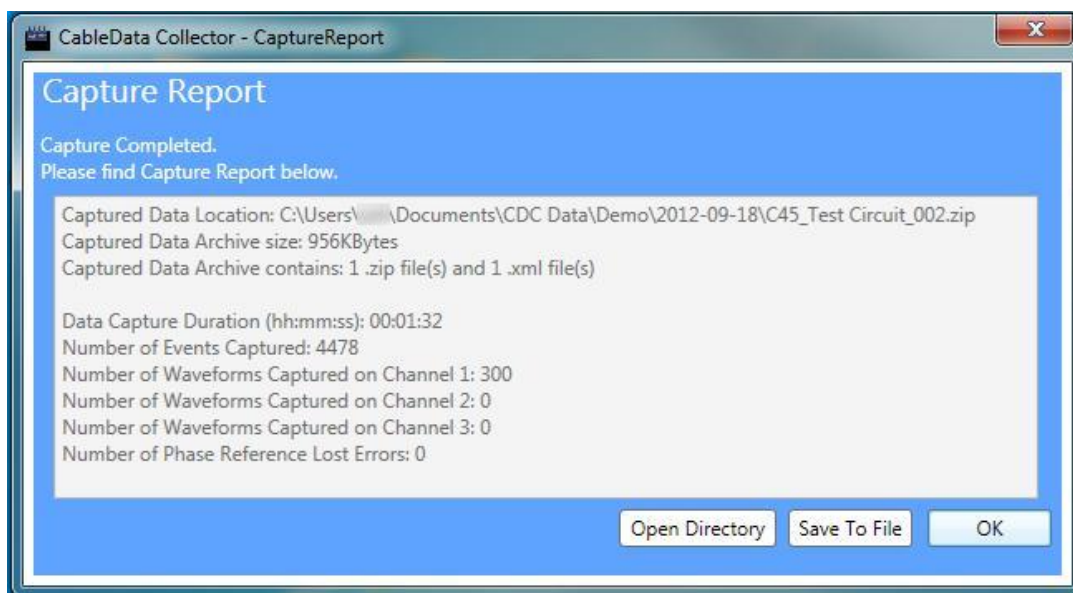 CableData Collector - CaptureReport
Capture Report
Capture Completed.
Please find Capture Report below.
Captured Data Location: C:\Users\ \Documents\CDC Data\Demo\2012-09-18\C45_Test Circuit_002.zip
Captured Data Archive size: 956KBytes
Captured Data Archive contains: 1 .zip file(s) and 1 .xml file(s)
Data Capture Duration (hh:mm:ss): 00:01:32
Number of Events Captured: 4478
Number of Waveforms Captured on Channel 1: 300
Number of Waveforms Captured on Channel 2: 0
Number of Waveforms Captured on Channel 3: 0
Number of Phase Reference Lost Errors: 0
Open Directory Save To File OK